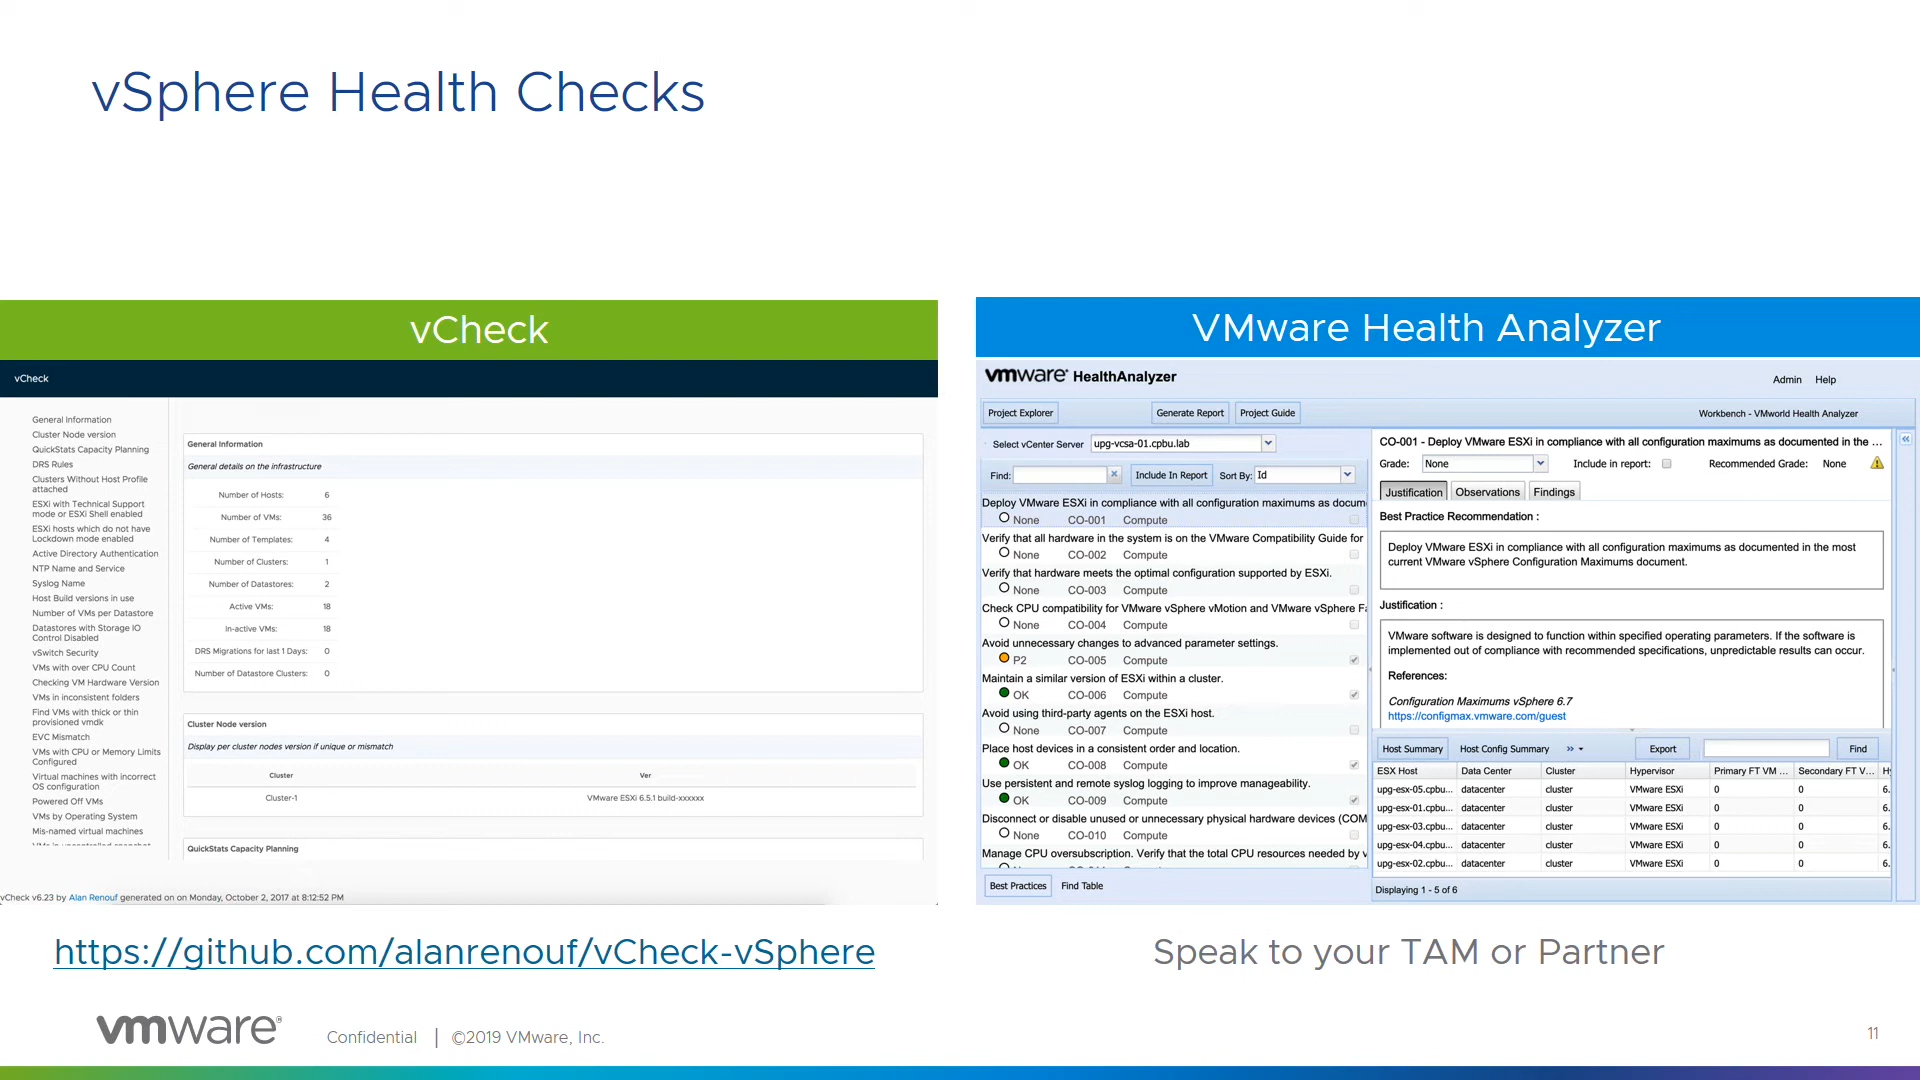 vSphere Health Checks
vCheck
vCheck
General Information
Cluster Node version
QuickStats Capacity Planning
DRS Rules
Clusters Without Host Profile
attached
ESXi with Technical Support
mode or ESXi Shell enabled
ESXi hosts which do not have
Lockdown mode enabled
Active Directory Authentication
NTP Name and Service
Syslog Name
Host Build versions in use
Number of VMs per Datastore
Datastores with Storage IO
Control Disabled
vSwitch Security
VMs with over CPU Count
Checking VM Hardware Version
VMs in inconsistent folders
Find VMs with thick or thin
provisioned vmdk
EVC Mismatch
VMs with CPU or Memory Limits
Configured
Virtual machines with incorrect
OS configuration
Powered Off VMs
VMs by Operating System
Mis-named virtual machines
General Information
General details on the infrastructure
Number of Hosts: 6
Number of VMs: 36
Number of Templates: 4
Number of Clusters: 1
Number of Datastores: 2
Active VMs: 18
In-active VMs: 18
DRS Migrations for last 1 Days: 0
Number of Datastore Clusters: 0
Cluster Node version
Display per cluster nodes version if unique or mismatch
Cluster Ver
Cluster-1 VMware ESXi 6.5.1 build-xxxxxx
QuickStats Capacity Planning
vCheck v6.23 by Alan Renouf generated on on Monday, October 2, 2017 at 8:12:52 PM
https://github.com/alanrenouf/vCheck-vSphere
VMware Health Analyzer
vmware HealthAnalyzer
Admin Help
Project Explorer Generate Report Project Guide
Workbench - VMworld Health Analyzer
Select vCenter Server upg-vcsa-01.cpbu.lab
Find: Include In Report Sort By: Id
Deploy VMware ESXi in compliance with all configuration maximums as docum
None CO-001 Compute
Verify that all hardware in the system is on the VMware Compatibility Guide for
None CO-002 Compute
Verify that hardware meets the optimal configuration supported by ESXi.
None CO-003 Compute
Check CPU compatibility for VMware vSphere vMotion and VMware vSphere Fa
None CO-004 Compute
Avoid unnecessary changes to advanced parameter settings.
P2 CO-005 Compute
Maintain a similar version of ESXi within a cluster.
OK CO-006 Compute
Avoid using third-party agents on the ESXi host.
None CO-007 Compute
Place host devices in a consistent order and location.
OK CO-008 Compute
Use persistent and remote syslog logging to improve manageability.
OK CO-009 Compute
Disconnect or disable unused or unnecessary physical hardware devices (COM
None CO-010 Compute
Manage CPU oversubscription. Verify that the total CPU resources needed by v
Best Practices Find Table
CO-001 - Deploy VMware ESXi in compliance with all configuration maximums as documented in the ...
Grade: None Include in report: Recommended Grade: None
Justification Observations Findings
Best Practice Recommendation :
Deploy VMware ESXi in compliance with all configuration maximums as documented in the most
current VMware vSphere Configuration Maximums document.
Justification :
VMware software is designed to function within specified operating parameters. If the software is
implemented out of compliance with recommended specifications, unpredictable results can occur.
References:
Configuration Maximums vSphere 6.7
https://configmax.vmware.com/guest
Host Summary Host Config Summary » Export Find
ESX Host Data Center Cluster Hypervisor Primary FT VM ... Secondary FT V... H
upg-esx-05.cpbu... datacenter cluster VMware ESXi 0 0 6.
upg-esx-01.cpbu... datacenter cluster VMware ESXi 0 0 6.
upg-esx-03.cpbu... datacenter cluster VMware ESXi 0 0 6.
upg-esx-04.cpbu... datacenter cluster VMware ESXi 0 0 6.
upg-esx-02.cpbu... datacenter cluster VMware ESXi 0 0 6.
Displaying 1 - 5 of 6
Speak to your TAM or Partner
vmware® Confidential | ©2019 VMware, Inc.
11